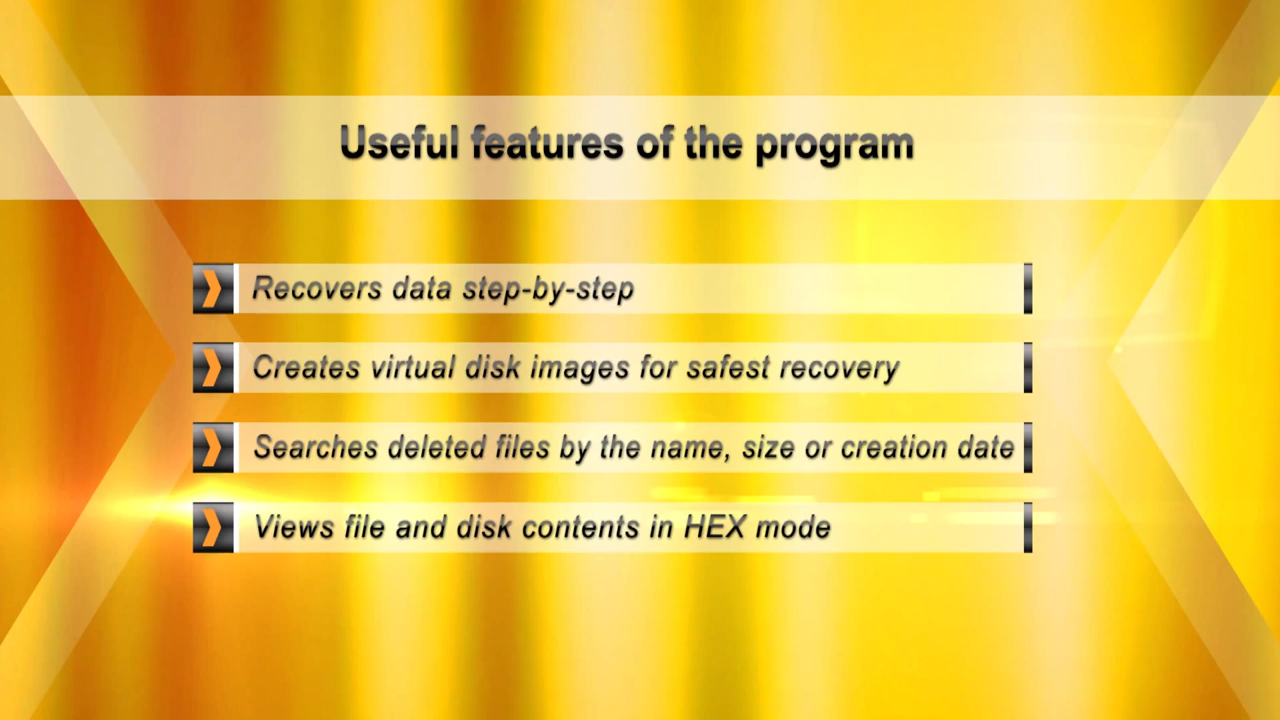 Useful features of the program
Recovers data step-by-step
Creates virtual disk images for safest recovery
Searches deleted files by the name, size or creation date
Views file and disk contents in HEX mode